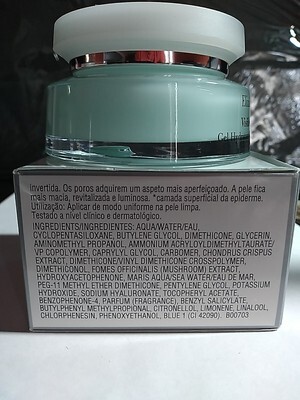 Gel H
invertida. Os poros adquirem um aspeto mais aperfeiçoado. A pele fica
mais macia, revitalizada e luminosa. *camada superficial da epiderme.
Utilização: Aplicar de modo uniforme na pele limpa.
Testado a nível clínico e dermatológico.
INGREDIENTS/INGREDIENTES: AQUA/WATER/EAU,
CYCLOPENTASILOXANE, BUTYLENE GLYCOL, DIMETHICONE, GLYCERIN,
AMINOMETHYL PROPANOL, AMMONIUM ACRYLOYLDIMETHYLTAURATE/
VP COPOLYMER, CAPRYLYL GLYCOL, CARBOMER, CHONDRUS CRISPUS
EXTRACT, DIMETHICONE/VINYL DIMETHICONE CROSSPOLYMER,
DIMETHICONOL, FOMES OFFICINALIS (MUSHROOM) EXTRACT,
HYDROXYACETOPHENONE, MARIS AQUA/SEA WATER/EAU DE MAR,
PEG-11 METHYL ETHER DIMETHICONE, PENTYLENE GLYCOL, POTASSIUM
HYDROXIDE, SODIUM HYALURONATE, TOCOPHERYL ACETATE,
BENZOPHENONE-4, PARFUM (FRAGRANCE), BENZYL SALICYLATE,
BUTYLPHENYL METHYLPROPIONAL, CITRONELLOL, LIMONENE, LINALOOL,
CHLORPHENESIN, PHENOXYETHANOL, BLUE 1 (CI 42090). B00703